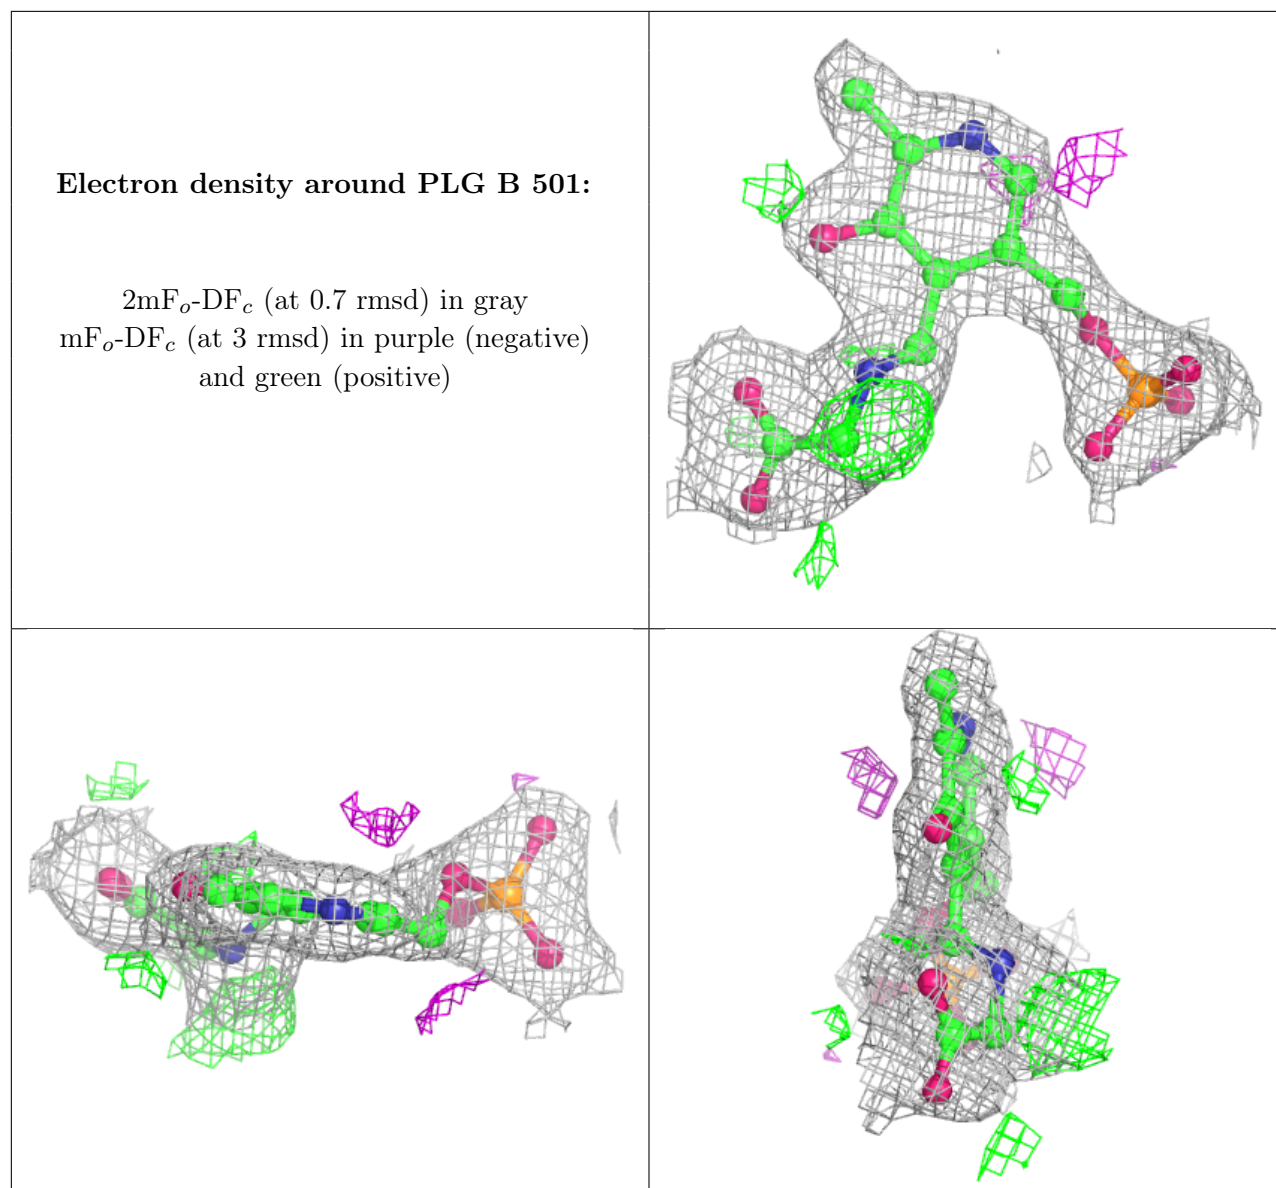 Electron density around PLG B 501:
2mFo-DFc (at 0.7 rmsd) in gray
mFo-DFc (at 3 rmsd) in purple (negative)
and green (positive)